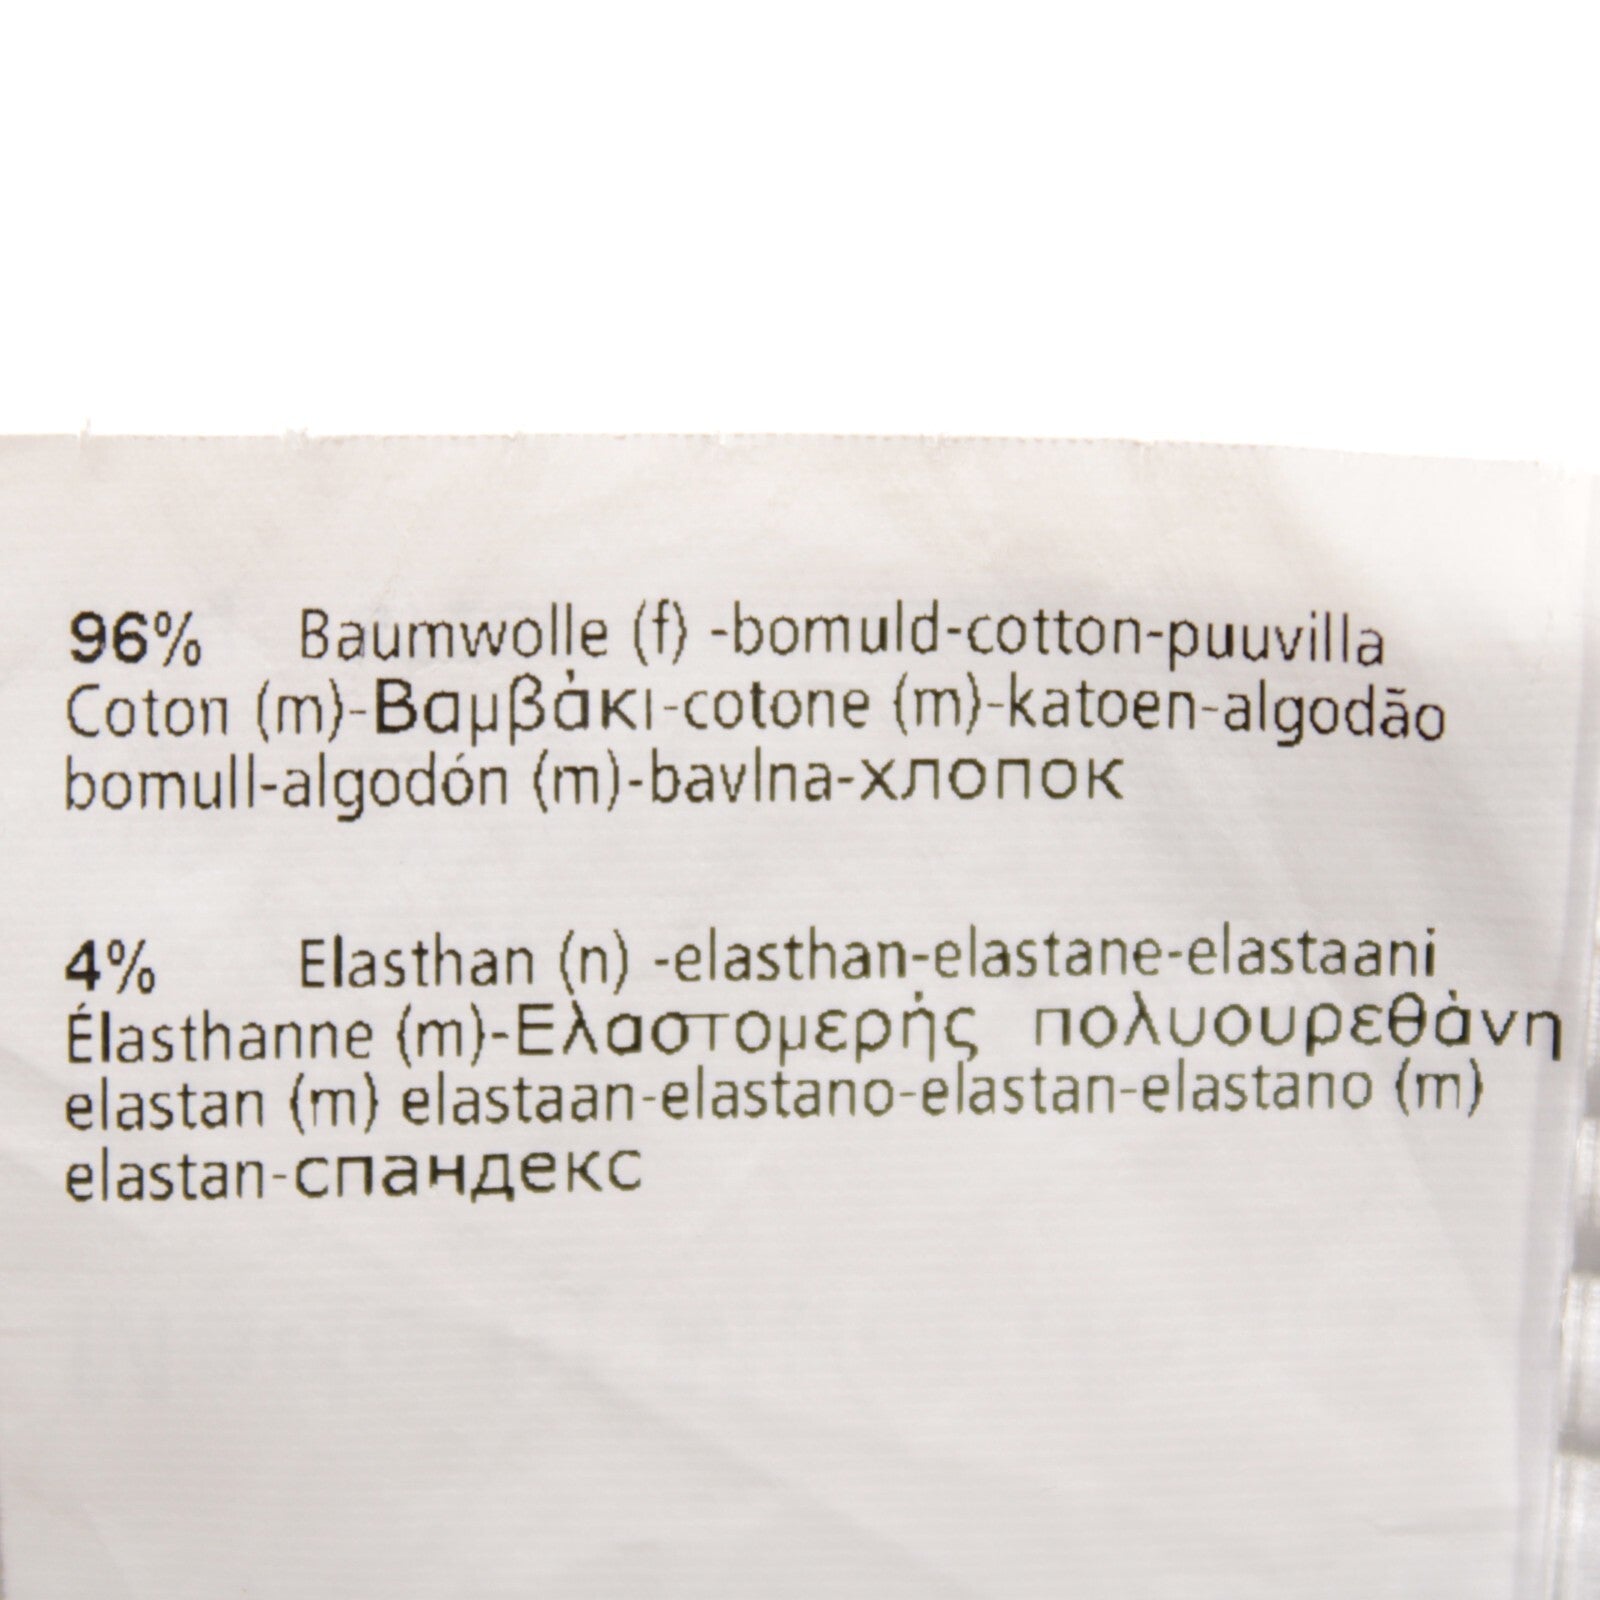 96% Baumwolle (f) -bomuld-cotton-puuvilla
Coton (m)-Βαμβάκι-cotone (m)-katoen-algodão
bomull-algodón (m)-bavlna-хлопок
4% Elasthan (n) -elasthan-elastane-elastaani
Élasthanne (m)-Ελαστομερής πολυουρεθάνη
elastan (m) elastaan-elastano-elastan-elastano (m)
elastan-спандекс